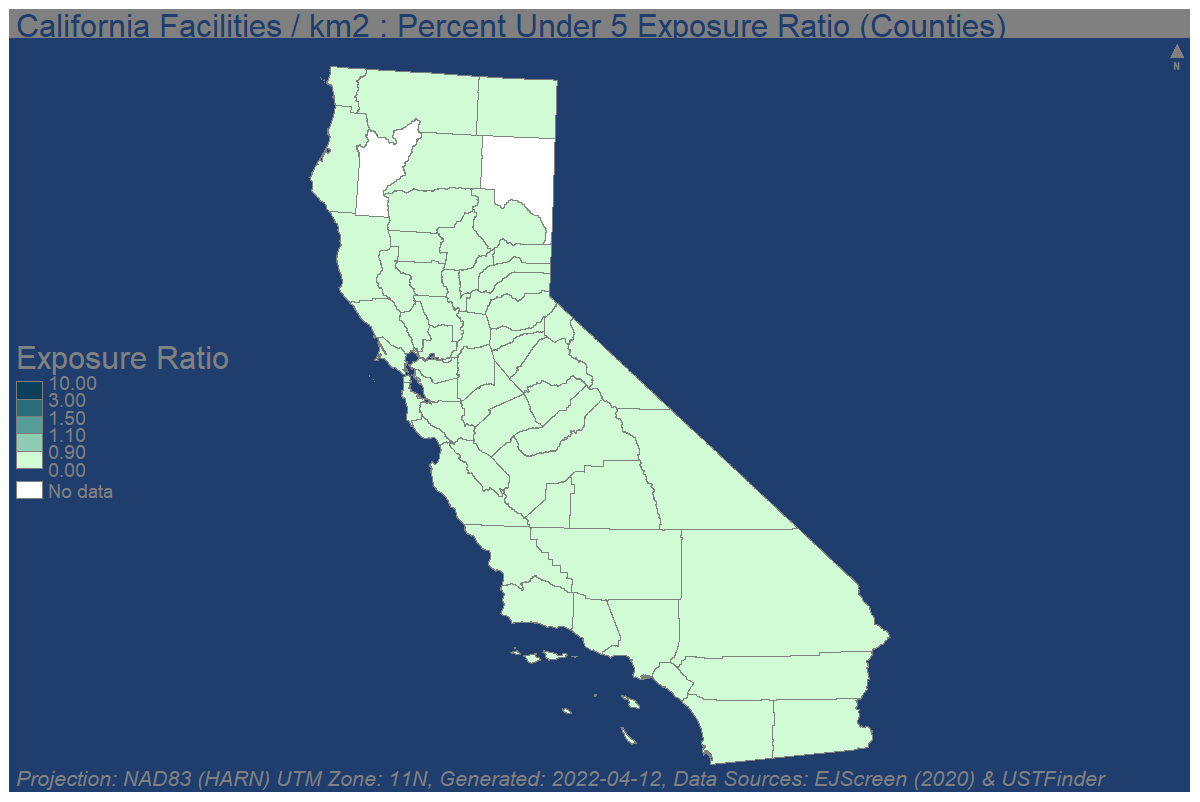 California Facilities / km2 : Percent Under 5 Exposure Ratio (Counties)
N
Exposure Ratio
10.00
3.00
1.50
1.10
0.90
0.00
No data
Projection: NAD83 (HARN) UTM Zone: 11N, Generated: 2022-04-12, Data Sources: EJScreen (2020) & USTFinder